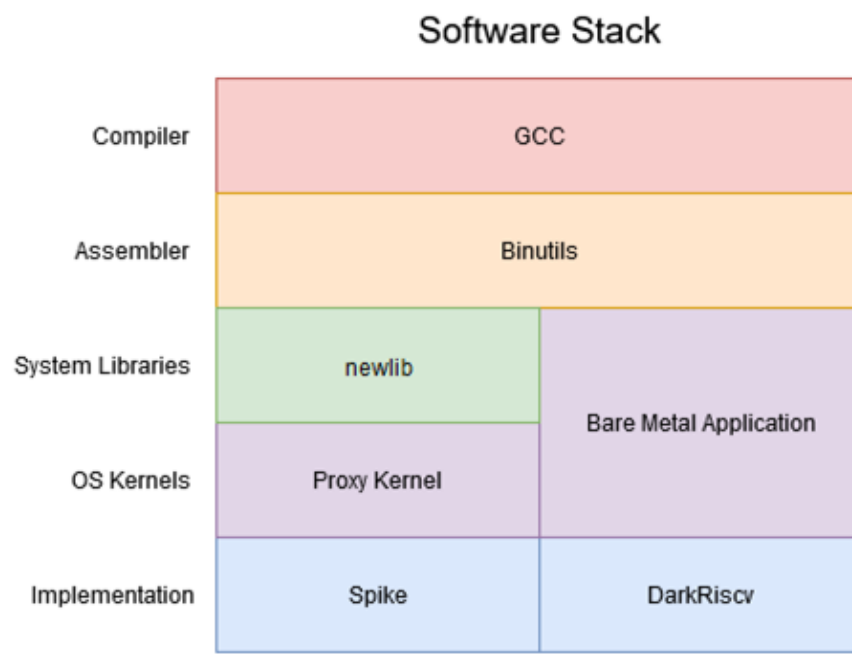 Software Stack
Compiler
GCC
Assembler
Binutils
System Libraries
newlib
Bare Metal Application
OS Kernels
Proxy Kernel
Implementation
Spike
DarkRiscv